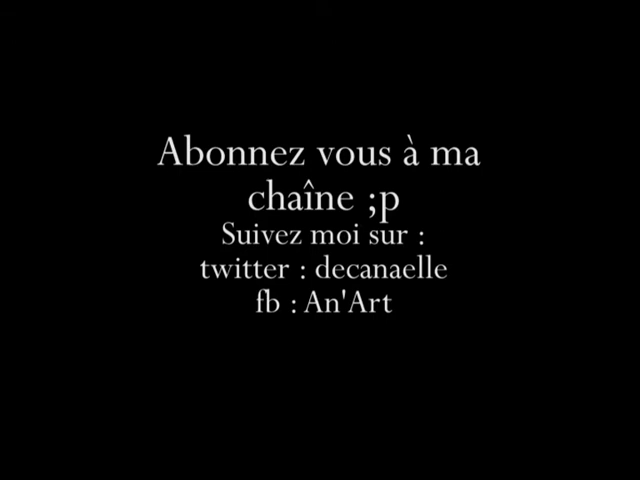 Abonnez vous à ma
chaîne ;p
Suivez moi sur :
twitter : decanaelle
fb : An'Art